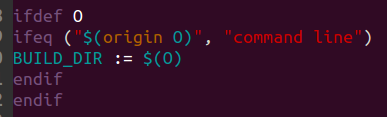 ifdef O
ifeq ("$(origin O)", "command line")
BUILD_DIR := $(O)
endif
endif